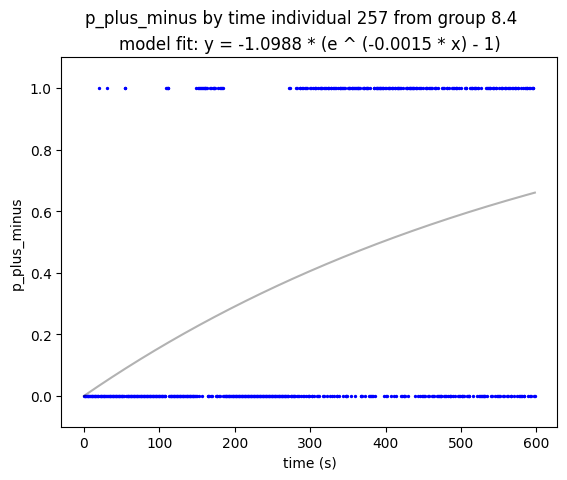 p_plus_minus by time individual 257 from group 8.4
model fit: y = -1.0988 * (e ^ (-0.0015 * x) - 1)
1.0
0.8
0.6
0.4
0.2
0.0
p_plus_minus
0 100 200 300 400 500 600
time (s)